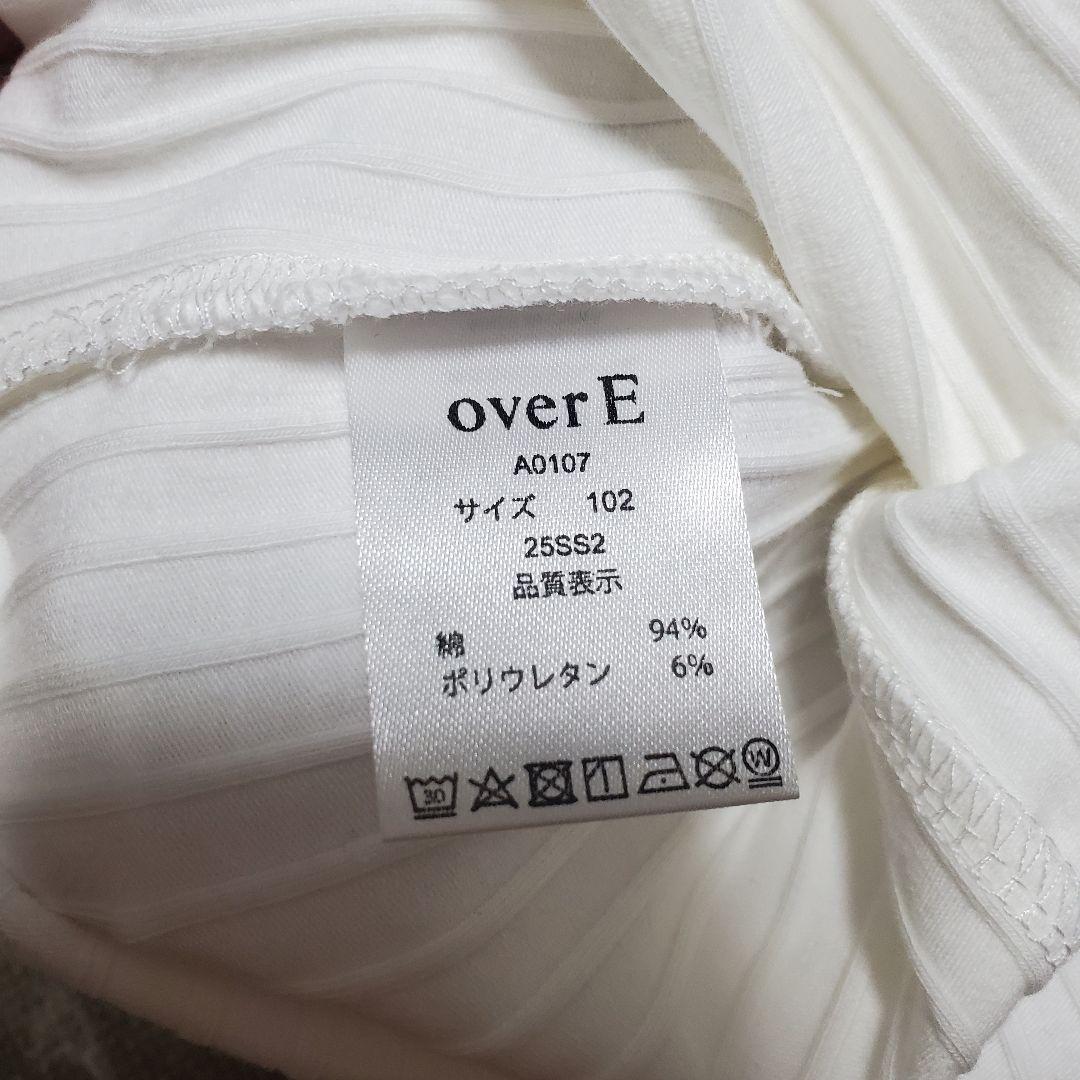 over E
A0107
サイズ 102
25SS2
品質表示
綿 94%
ポリウレタン 6%
30 W